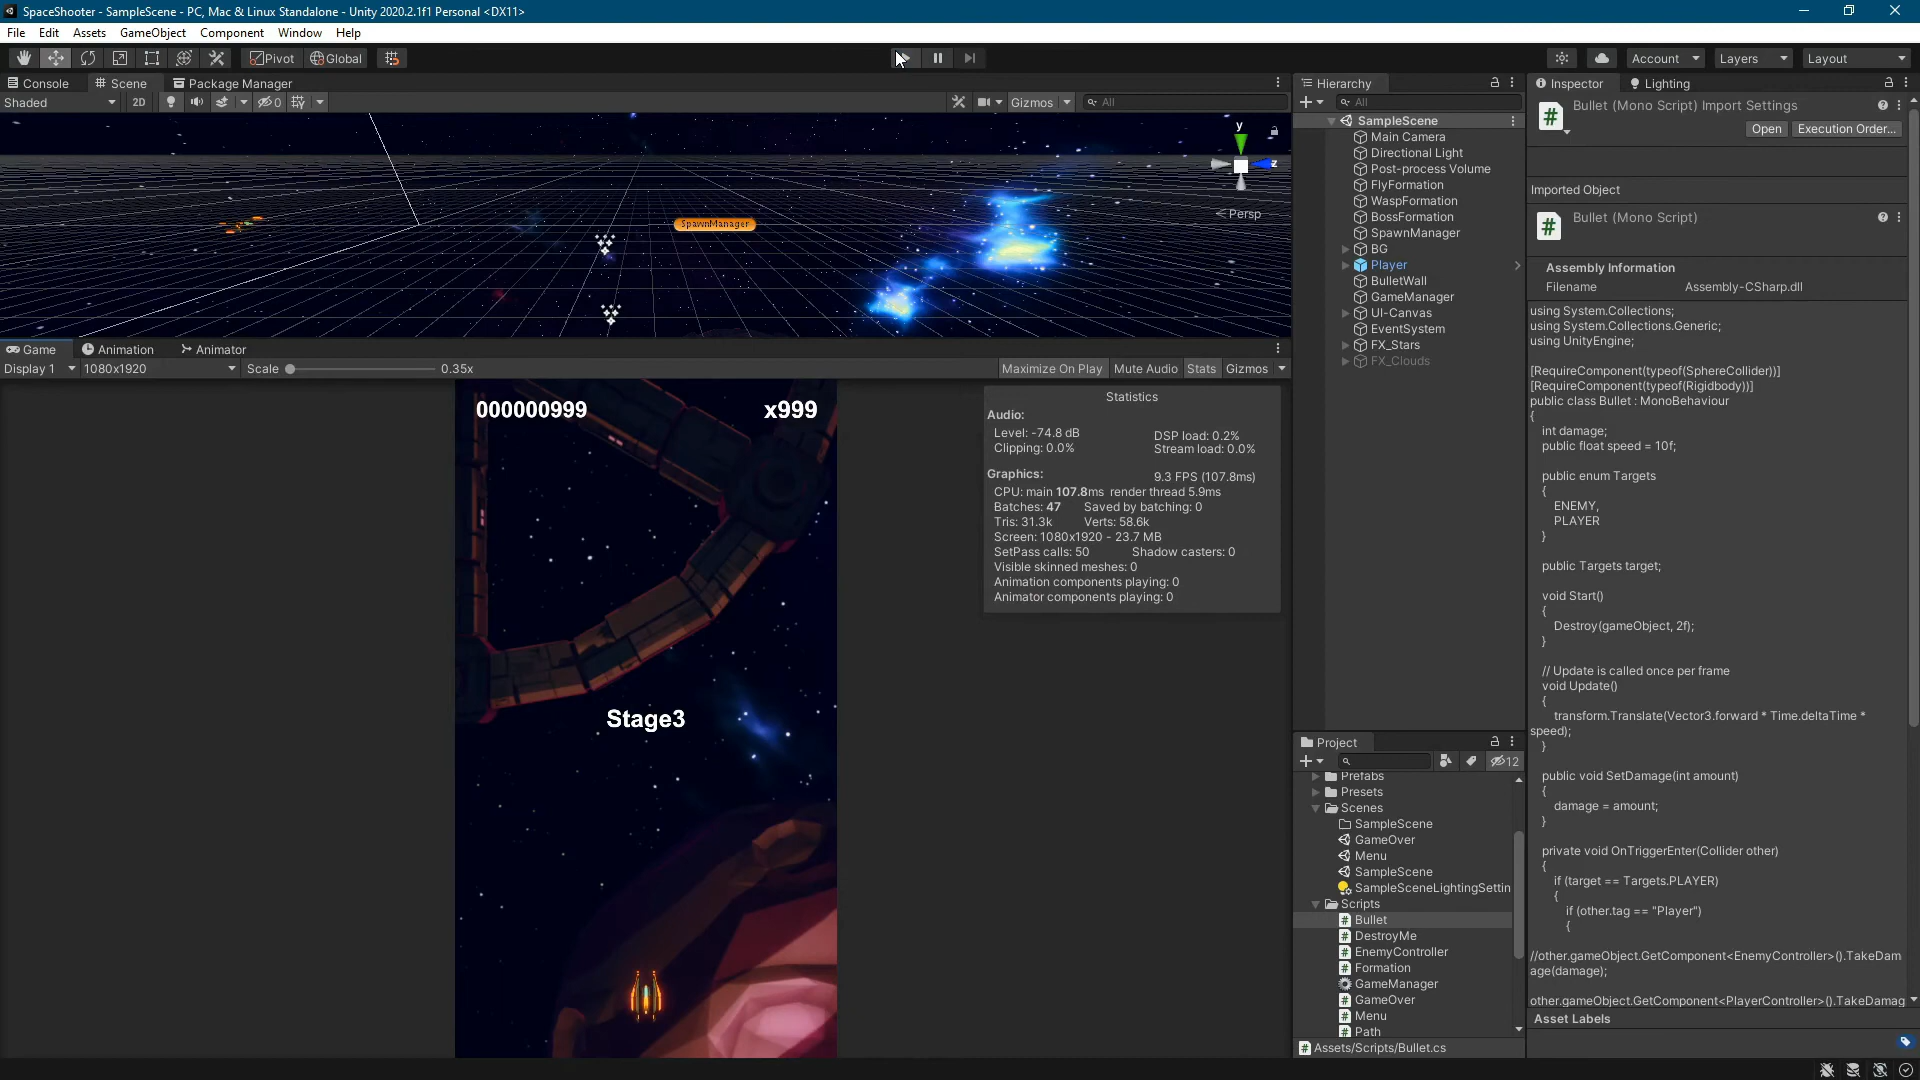 SpaceShooter - SampleScene - PC, Mac & Linux Standalone - Unity 2020.2.1f1 Personal <DX11>
File Edit Assets GameObject Component Window Help
Pivot Global Account Layers Layout
Console Scene Package Manager
Shaded 2D 0 Gizmos All
y
z
Persp
SpawnManager
Game Animation Animator
Display 1 1080x1920 Scale 0.35x Maximize On Play Mute Audio Stats Gizmos
000000999 x999
Stage3
Statistics
Audio:
Level: -74.8 dB DSP load: 0.2%
Clipping: 0.0% Stream load: 0.0%
Graphics: 9.3 FPS (107.8ms)
CPU: main 107.8ms render thread 5.9ms
Batches: 47 Saved by batching: 0
Tris: 31.3k Verts: 58.6k
Screen: 1080x1920 - 23.7 MB
SetPass calls: 50 Shadow casters: 0
Visible skinned meshes: 0
Animation components playing: 0
Animator components playing: 0
Hierarchy
All
SampleScene
Main Camera
Directional Light
Post-process Volume
FlyFormation
WaspFormation
BossFormation
SpawnManager
BG
Player
BulletWall
GameManager
UI-Canvas
EventSystem
FX_Stars
FX_Clouds
Project
12
Prefabs
Presets
Scenes
SampleScene
GameOver
Menu
SampleScene
SampleSceneLightingSettin
Scripts
Bullet
DestroyMe
EnemyController
Formation
GameManager
GameOver
Menu
Path
Assets/Scripts/Bullet.cs
Inspector Lighting
Bullet (Mono Script) Import Settings
Open Execution Order...
Imported Object
Bullet (Mono Script)
Assembly Information
Filename Assembly-CSharp.dll
using System.Collections;
using System.Collections.Generic;
using UnityEngine;
[RequireComponent(typeof(SphereCollider))]
[RequireComponent(typeof(Rigidbody))]
public class Bullet : MonoBehaviour
{
int damage;
public float speed = 10f;
public enum Targets
{
ENEMY,
PLAYER
}
public Targets target;
void Start()
{
Destroy(gameObject, 2f);
}
// Update is called once per frame
void Update()
{
transform.Translate(Vector3.forward * Time.deltaTime *
speed);
}
public void SetDamage(int amount)
{
damage = amount;
}
private void OnTriggerEnter(Collider other)
{
if (target == Targets.PLAYER)
{
if (other.tag == "Player")
{
//other.gameObject.GetComponent<EnemyController>().TakeDam
age(damage);
other.gameObject.GetComponent<PlayerController>().TakeDamag
Asset Labels